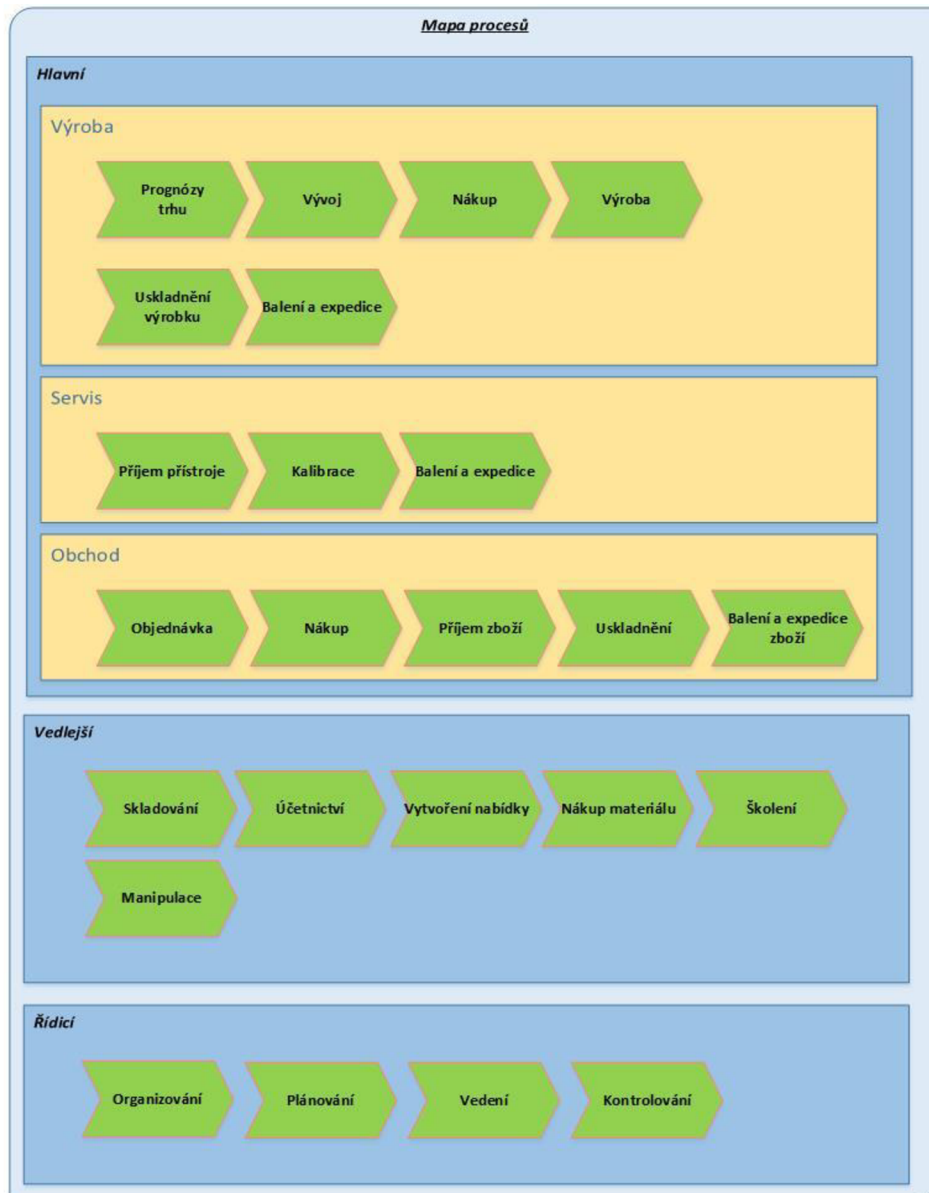 Mapa procesů
Hlavní
Výroba
Prognózy
trhu
Vývoj
Nákup
Výroba
Uskladnění
výrobku
Balení a expedice
Servis
Příjem přístroje
Kalibrace
Balení a expedice
Obchod
Objednávka
Nákup
Příjem zboží
Uskladnění
Balení a expedice
zboží
Vedlejší
Skladování
Účetnictví
Vytvoření nabídky
Nákup materiálu
Školení
Manipulace
Řídicí
Organizování
Plánování
Vedení
Kontrolování